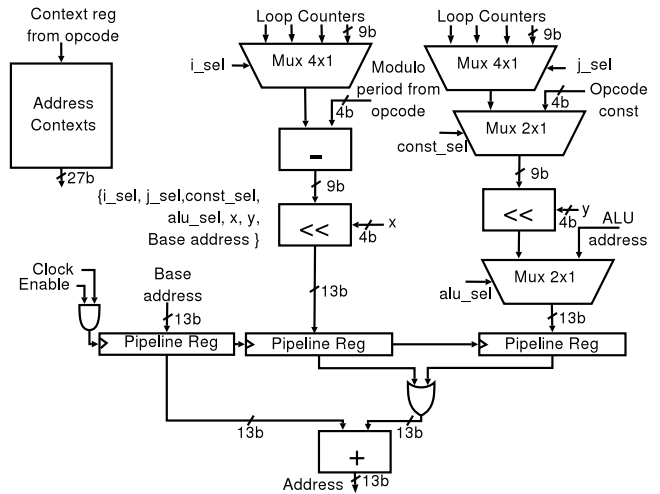 Context reg
from opcode
Address
Contexts
27b
Loop Counters
9b
Mux 4x1
i_sel
Modulo
period from
opcode
4b
-
9b
{i_sel, j_sel,const_sel,
alu_sel, x, y,
Base address }
<<
x
4b
13b
Loop Counters
9b
Mux 4x1
j_sel
Opcode
const
4b
Mux 2x1
const_sel
9b
<<
y
4b
ALU
address
Mux 2x1
alu_sel
13b
Clock
Enable
Base
address
13b
Pipeline Reg
Pipeline Reg
Pipeline Reg
13b
13b
+
Address
13b